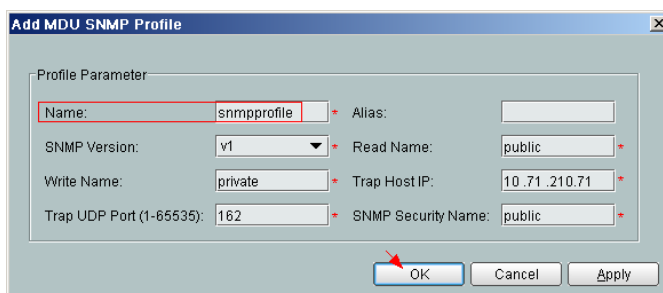 Add MDU SNMP Profile
Profile Parameter
Name: snmpprofile * Alias:
SNMP Version: v1 * Read Name: public *
Write Name: private * Trap Host IP: 10 .71 .210.71 *
Trap UDP Port (1-65535): 162 * SNMP Security Name: public *
OK Cancel Apply